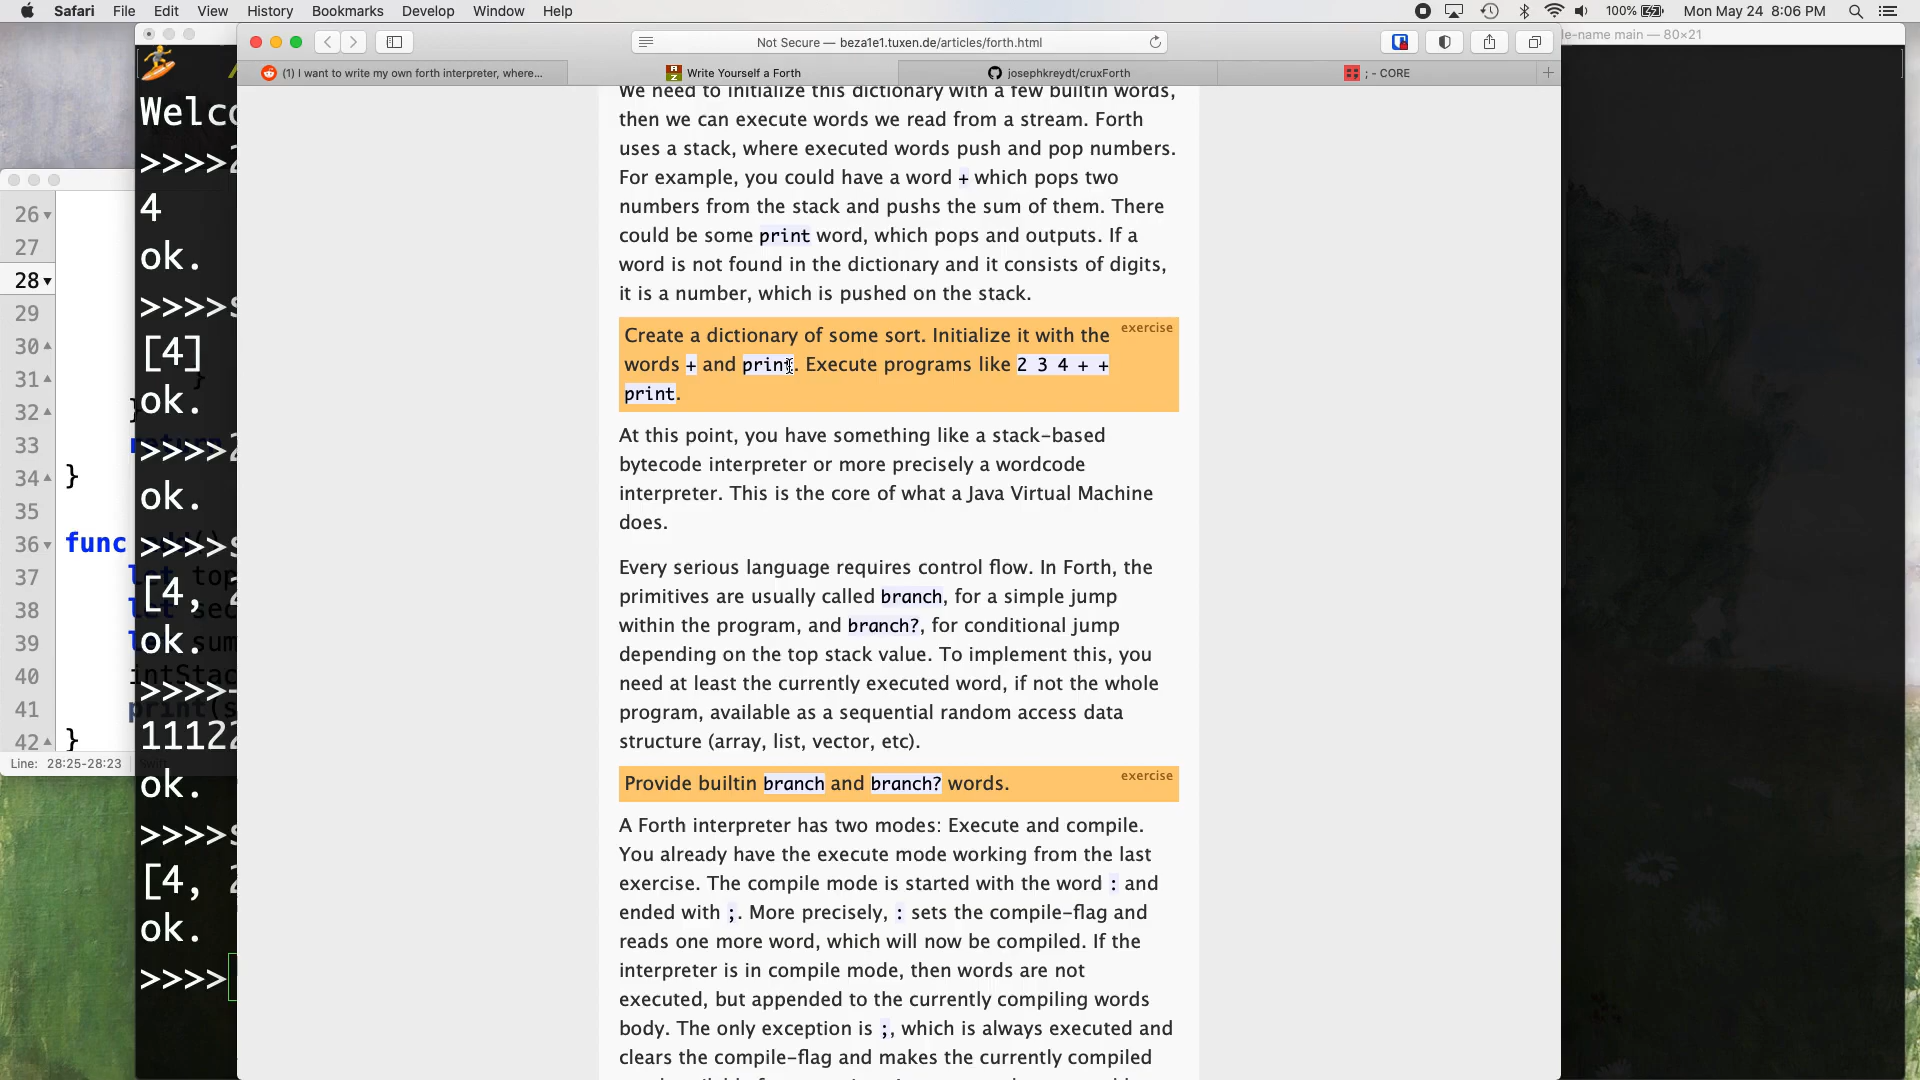 Safari File Edit View History Bookmarks Develop Window Help 100% Mon May 24 8:06 PM
Not Secure — beza1e1.tuxen.de/articles/forth.html
le-name main — 80×21
(1) I want to write my own forth interpreter, where...
Write Yourself a Forth
josephkreydt/cruxForth
; - CORE
We need to initialize this dictionary with a few builtin words,
then we can execute words we read from a stream. Forth
uses a stack, where executed words push and pop numbers.
For example, you could have a word + which pops two
numbers from the stack and pushs the sum of them. There
could be some print word, which pops and outputs. If a
word is not found in the dictionary and it consists of digits,
it is a number, which is pushed on the stack.
exercise
Create a dictionary of some sort. Initialize it with the
words + and print. Execute programs like 2 3 4 + +
print.
At this point, you have something like a stack-based
bytecode interpreter or more precisely a wordcode
interpreter. This is the core of what a Java Virtual Machine
does.
Every serious language requires control flow. In Forth, the
primitives are usually called branch, for a simple jump
within the program, and branch?, for conditional jump
depending on the top stack value. To implement this, you
need at least the currently executed word, if not the whole
program, available as a sequential random access data
structure (array, list, vector, etc).
exercise
Provide builtin branch and branch? words.
A Forth interpreter has two modes: Execute and compile.
You already have the execute mode working from the last
exercise. The compile mode is started with the word : and
ended with ;. More precisely, : sets the compile-flag and
reads one more word, which will now be compiled. If the
interpreter is in compile mode, then words are not
executed, but appended to the currently compiling words
body. The only exception is ;, which is always executed and
clears the compile-flag and makes the currently compiled
Welco
>>>>2
4
ok.
>>>>s
[4]
ok.
>>>>2
ok.
>>>>s
[4, 2
ok.
>>>>
11122
ok.
>>>>s
[4, 2
ok.
>>>>
26
27
28
29
30
31
32
33
34 }
35
36 func
37 let top
38 let sec
39 let sum
40 intStac
41 print(s
42 }
Line: 28:25-28:23